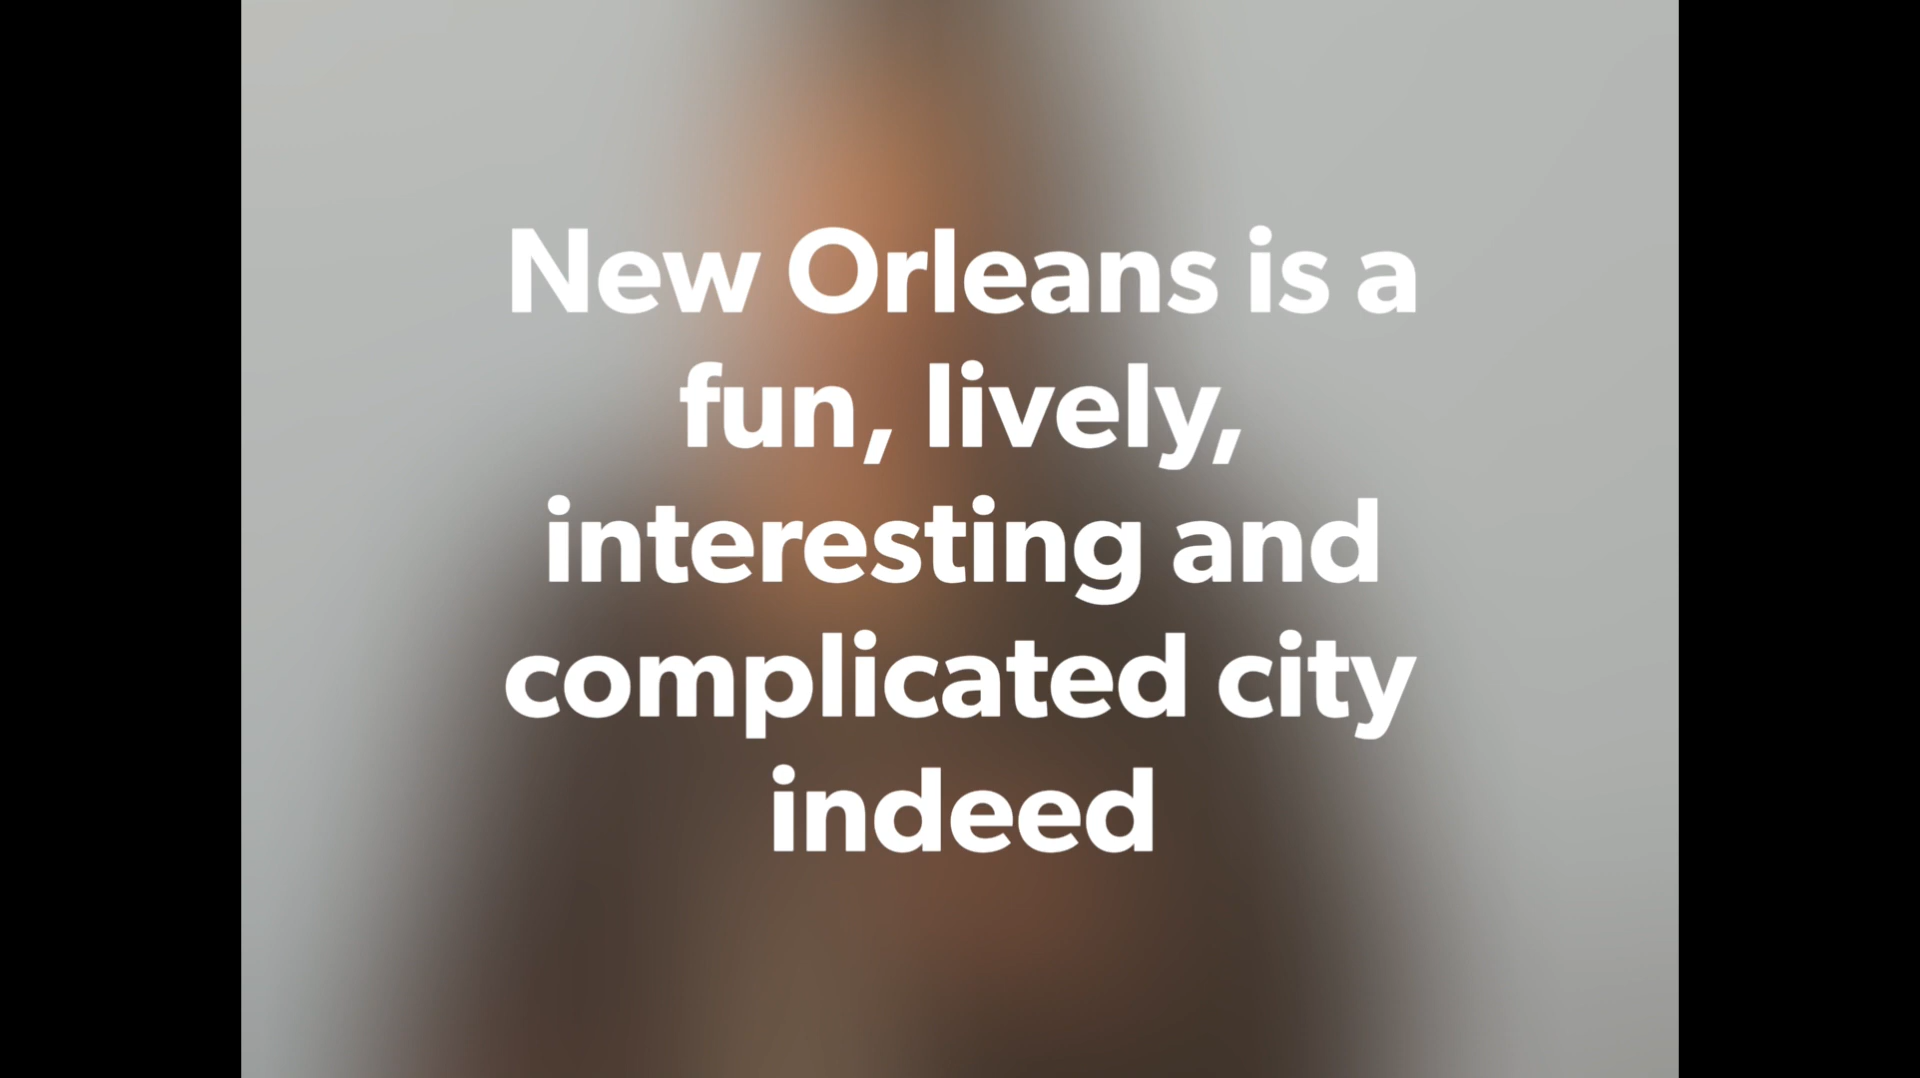 New Orleans is a
fun, lively,
interesting and
complicated city
indeed